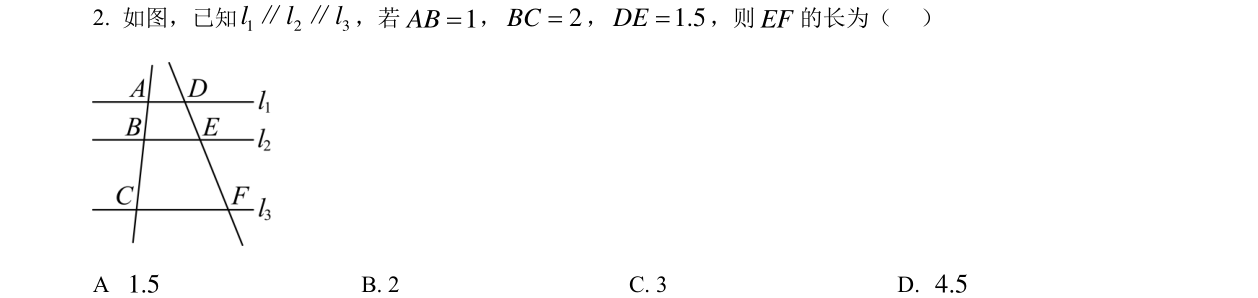 2. 如图，已知 l₁ // l₂ // l₃，若 AB = 1，BC = 2，DE = 1.5，则 EF 的长为（ ）
A D l₁
B E l₂
C F l₃
A 1.5 B. 2 C. 3 D. 4.5